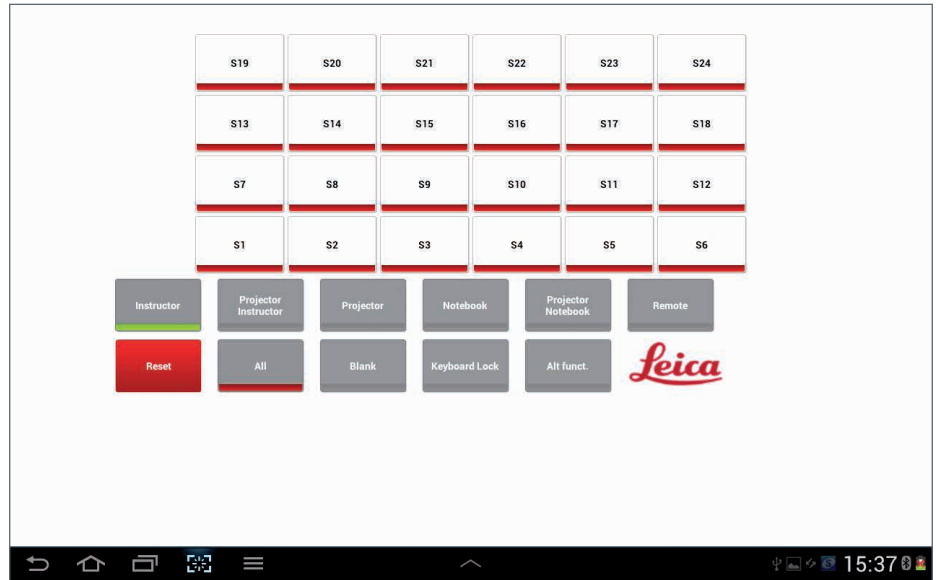 S19 S20 S21 S22 S23 S24
S13 S14 S15 S16 S17 S18
S7 S8 S9 S10 S11 S12
S1 S2 S3 S4 S5 S6
Instructor Projector Instructor Projector Notebook Projector Notebook Remote
Reset All Blank Keyboard Lock Alt funct. Leica
15:37